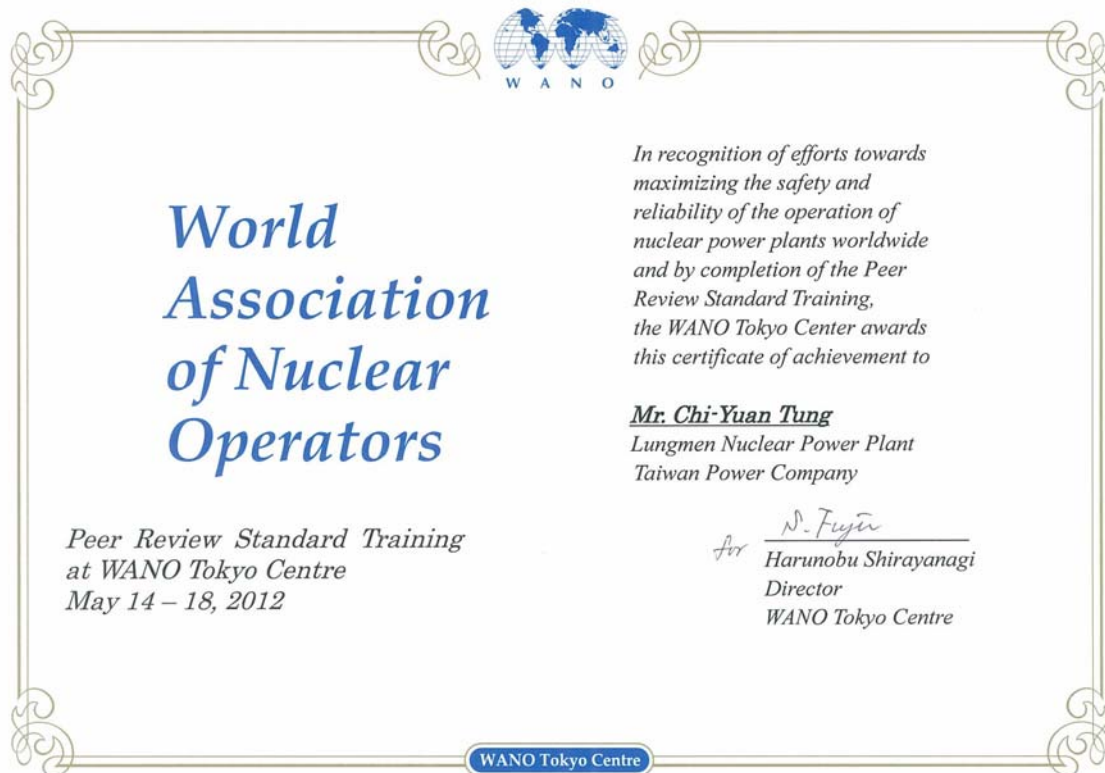 WANO
World
Association
of Nuclear
Operators
Peer Review Standard Training
at WANO Tokyo Centre
May 14 – 18, 2012
In recognition of efforts towards
maximizing the safety and
reliability of the operation of
nuclear power plants worldwide
and by completion of the Peer
Review Standard Training,
the WANO Tokyo Center awards
this certificate of achievement to
Mr. Chi-Yuan Tung
Lungmen Nuclear Power Plant
Taiwan Power Company
for
Harunobu Shirayanagi
Director
WANO Tokyo Centre
WANO Tokyo Centre